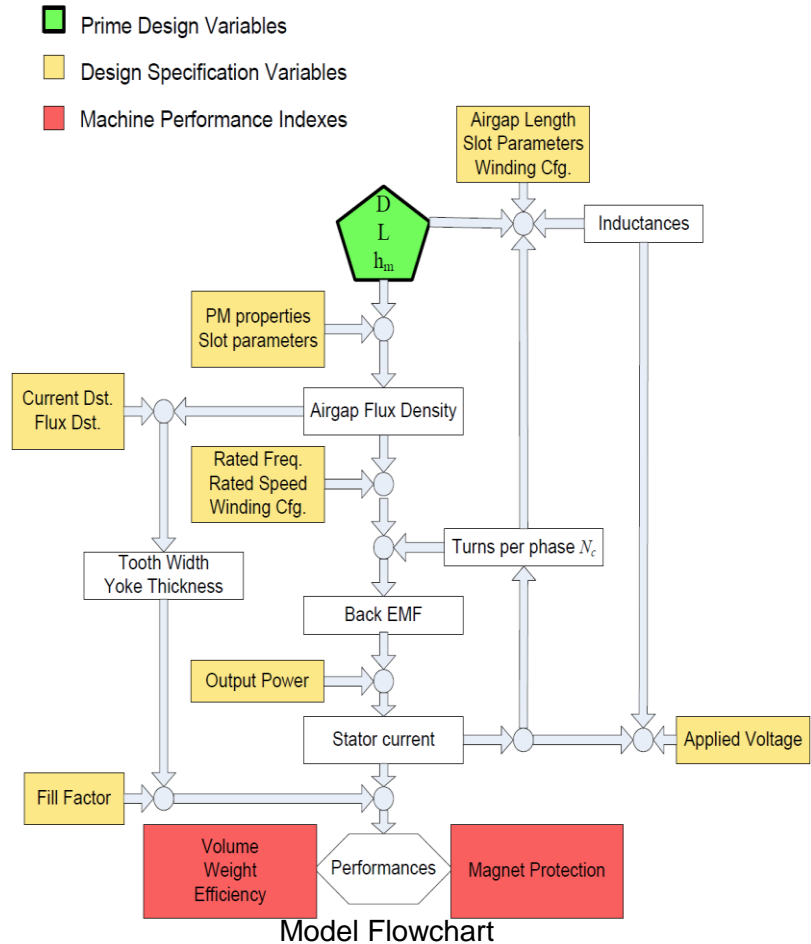 Prime Design Variables
Design Specification Variables
Machine Performance Indexes
Airgap Length
Slot Parameters
Winding Cfg.
D
L
hₘ
Inductances
PM properties
Slot parameters
Current Dst.
Flux Dst.
Airgap Flux Density
Rated Freq.
Rated Speed
Winding Cfg.
Tooth Width
Yoke Thickness
Turns per phase N꜀
Back EMF
Output Power
Stator current
Applied Voltage
Fill Factor
Volume
Weight
Efficiency
Performances
Magnet Protection
Model Flowchart